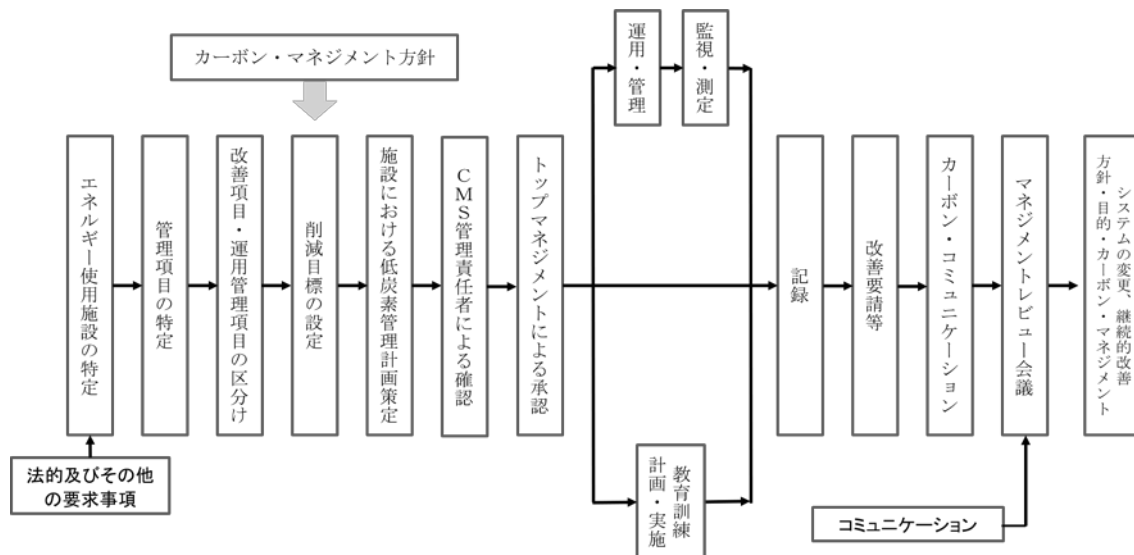 カーボン・マネジメント方針
エネルギー使用施設の特定
管理項目の特定
改善項目・運用管理項目の区分け
削減目標の設定
施設における低炭素管理計画策定
CMS管理責任者による確認
トップマネジメントによる承認
運用・管理
監視・測定
教育訓練
計画・実施
記録
改善要請等
カーボン・コミュニケーション
マネジメントレビュー会議
方針・目的・カーボン・マネジメント
システムの変更、継続的改善
法的及びその他
の要求事項
コミュニケーション